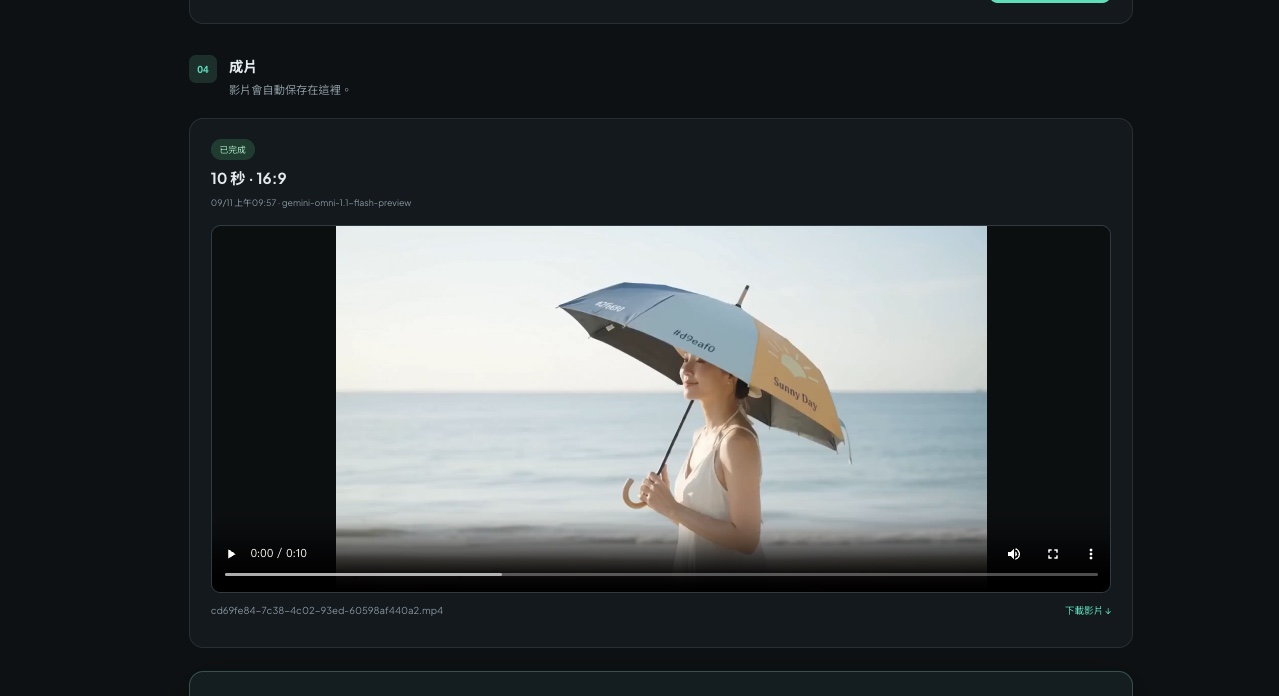 04
成片
影片會自動保存在這裡。
已完成
10 秒 · 16:9
09/11 上午09:57 · gemini-omni-1.1-flash-preview
#d9eaf0
Sunny Day
0:00 / 0:10
cd69fe84-7c38-4c02-93ed-60598af440a2.mp4
下載影片 ↓